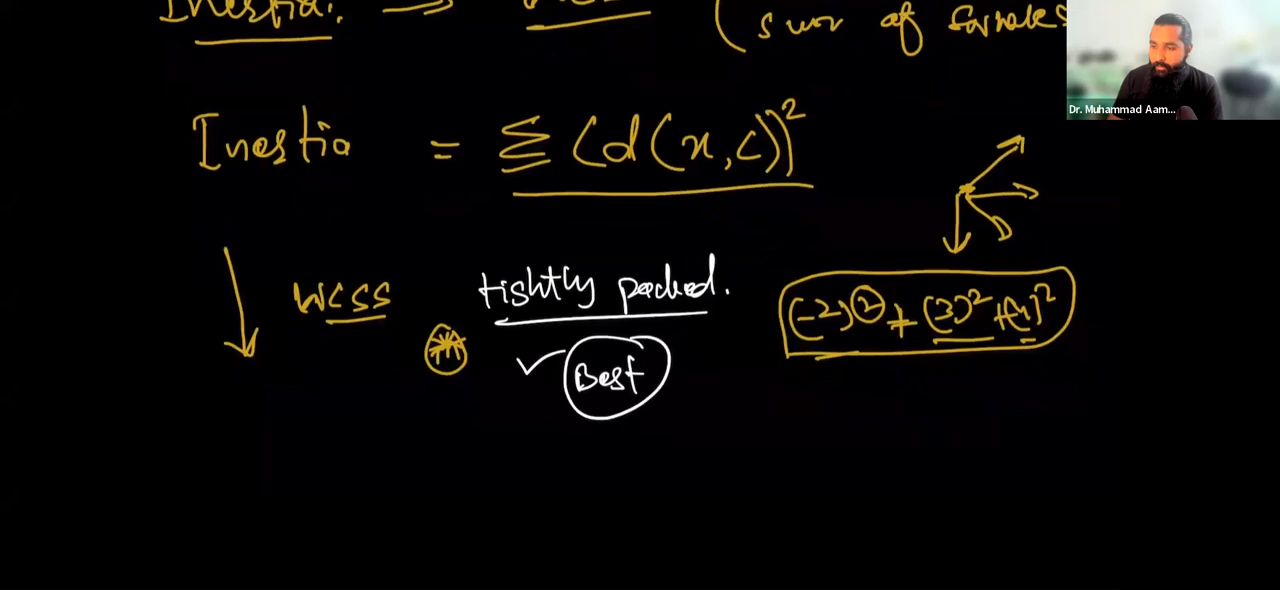 Inertia. ⇒ (sum of
Dr. Muhammad Aam...
Inertia = Σ (d(x,c))²
↓ WCSS tightly packed. (-2)² + (3)² + (4)²
✓ Best